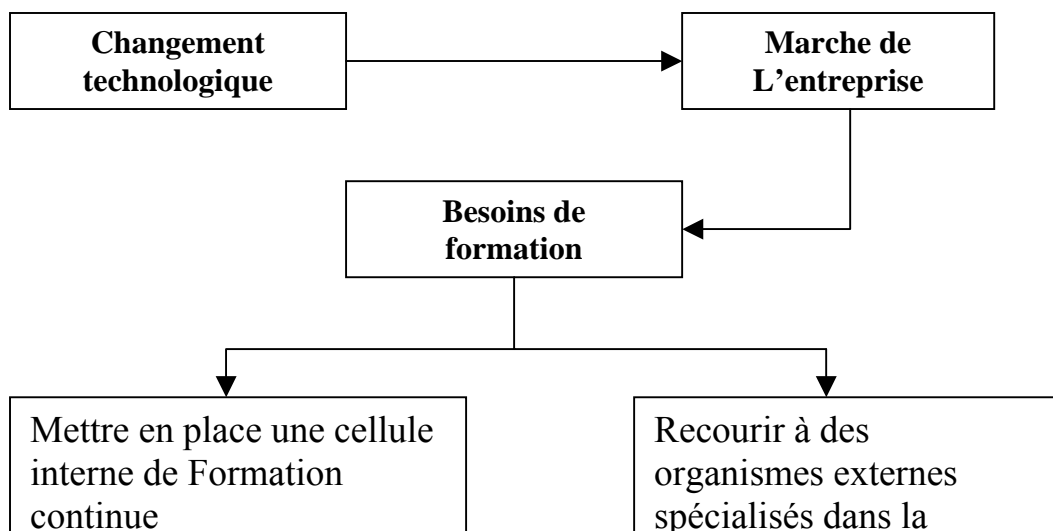 Changement
technologique
Marche de
L'entreprise
Besoins de
formation
Mettre en place une cellule
interne de Formation
continue
Recourir à des
organismes externes
spécialisés dans la